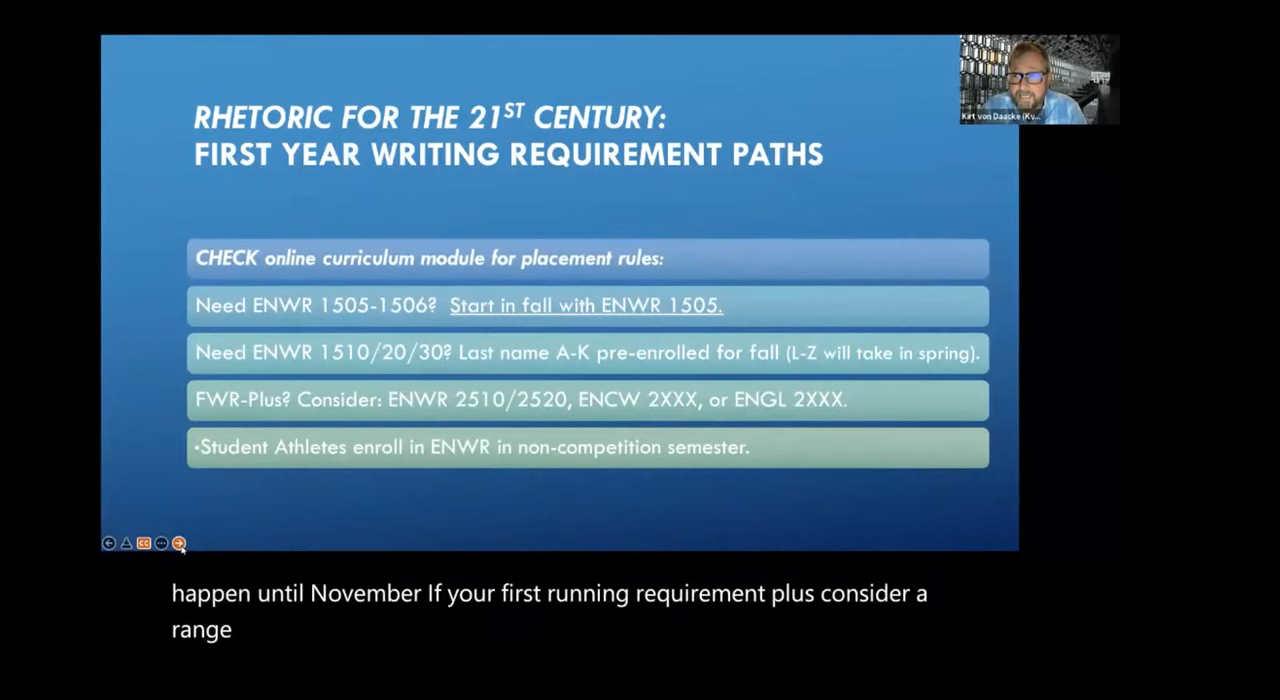 RHETORIC FOR THE 21ST CENTURY:
FIRST YEAR WRITING REQUIREMENT PATHS
Kirt von Daacke (Kv...
CHECK online curriculum module for placement rules:
Need ENWR 1505-1506? Start in fall with ENWR 1505.
Need ENWR 1510/20/30? Last name A-K pre-enrolled for fall (L-Z will take in spring).
FWR-Plus? Consider: ENWR 2510/2520, ENCW 2XXX, or ENGL 2XXX.
•Student Athletes enroll in ENWR in non-competition semester.
CC
happen until November If your first running requirement plus consider a
range